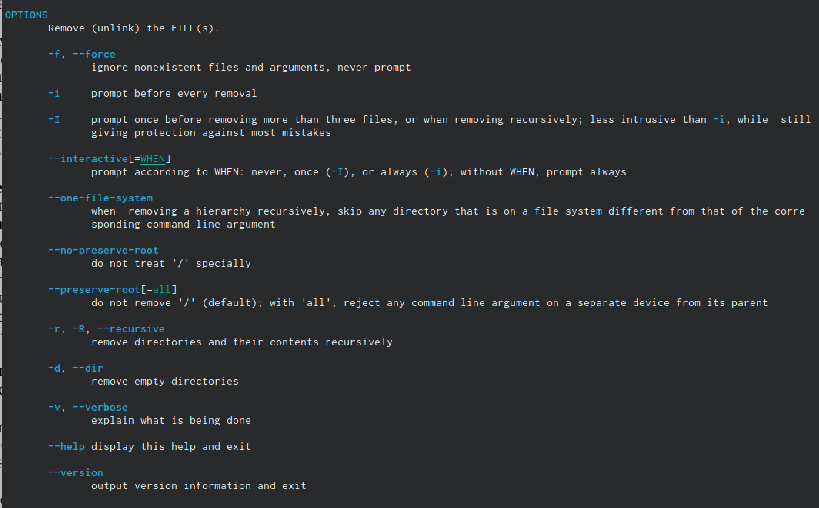 OPTIONS
Remove (unlink) the FILE(s).
-f, --force
ignore nonexistent files and arguments, never prompt
-i prompt before every removal
-I prompt once before removing more than three files, or when removing recursively; less intrusive than -i, while still
giving protection against most mistakes
--interactive[=WHEN]
prompt according to WHEN: never, once (-I), or always (-i); without WHEN, prompt always
--one-file-system
when removing a hierarchy recursively, skip any directory that is on a file system different from that of the corre
sponding command line argument
--no-preserve-root
do not treat '/' specially
--preserve-root[=all]
do not remove '/' (default); with 'all', reject any command line argument on a separate device from its parent
-r, -R, --recursive
remove directories and their contents recursively
-d, --dir
remove empty directories
-v, --verbose
explain what is being done
--help display this help and exit
--version
output version information and exit